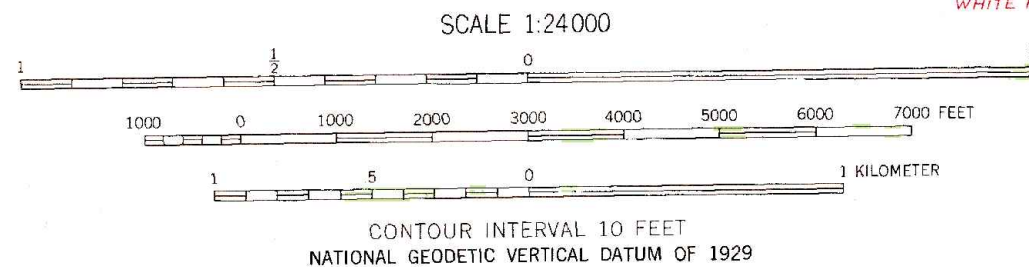 WHITE
SCALE 1:24000
1 1/2 0
1000 0 1000 2000 3000 4000 5000 6000 7000 FEET
1 .5 0 1 KILOMETER
CONTOUR INTERVAL 10 FEET
NATIONAL GEODETIC VERTICAL DATUM OF 1929